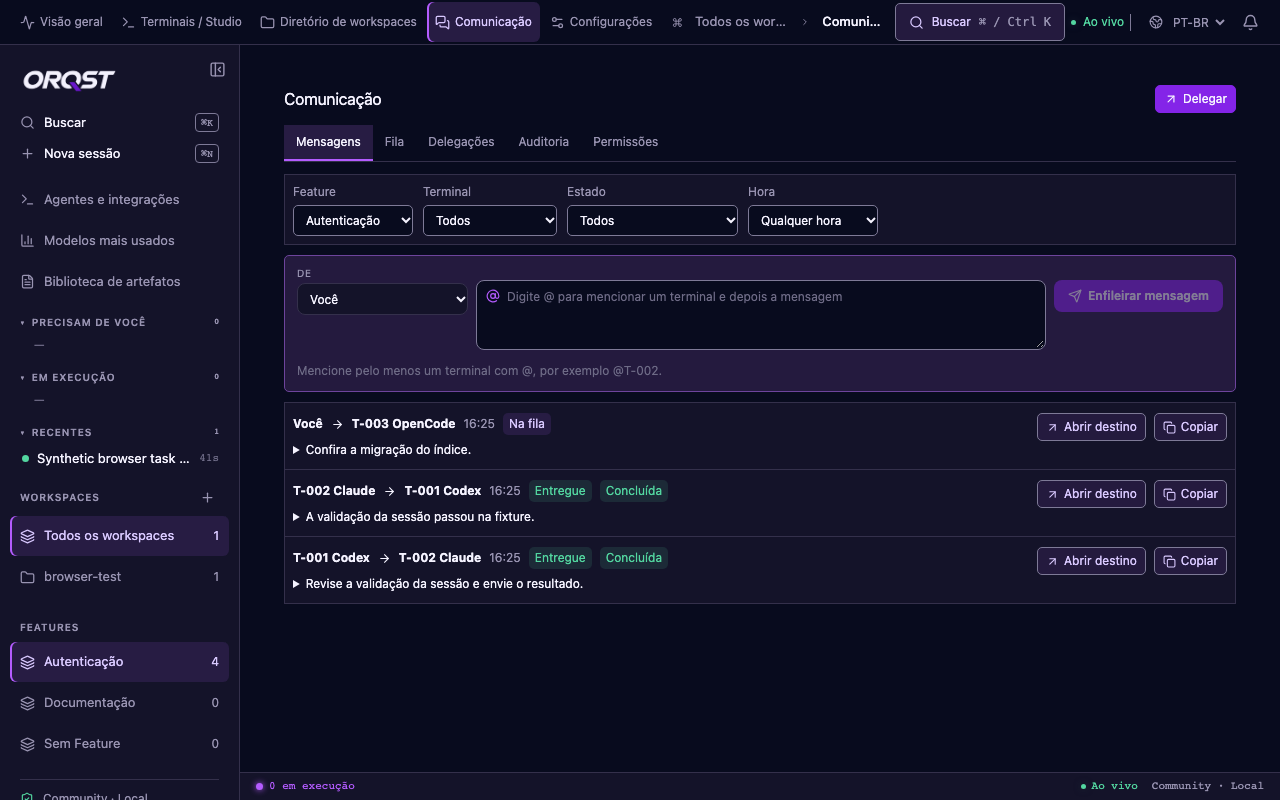 Visão geral
Terminais / Studio
Diretório de workspaces
Comunicação
Configurações
⌘ Todos os wor... › Comuni...
Buscar ⌘ / Ctrl K
Ao vivo
PT-BR
ORQST
Buscar ⌘K
Nova sessão ⌘N
Agentes e integrações
Modelos mais usados
Biblioteca de artefatos
PRECISAM DE VOCÊ 0
—
EM EXECUÇÃO 0
—
RECENTES 1
Synthetic browser task ... 41s
WORKSPACES +
Todos os workspaces 1
browser-test 1
FEATURES
Autenticação 4
Documentação 0
Sem Feature 0
Community · Local
Comunicação
Delegar
Mensagens Fila Delegações Auditoria Permissões
Feature Terminal Estado Hora
Autenticação Todos Todos Qualquer hora
DE
Você
@ Digite @ para mencionar um terminal e depois a mensagem
Enfileirar mensagem
Mencione pelo menos um terminal com @, por exemplo @T-002.
Você → T-003 OpenCode 16:25 Na fila
Abrir destino Copiar
Confira a migração do índice.
T-002 Claude → T-001 Codex 16:25 Entregue Concluída
Abrir destino Copiar
A validação da sessão passou na fixture.
T-001 Codex → T-002 Claude 16:25 Entregue Concluída
Abrir destino Copiar
Revise a validação da sessão e envie o resultado.
0 em execução
Ao vivo Community · Local